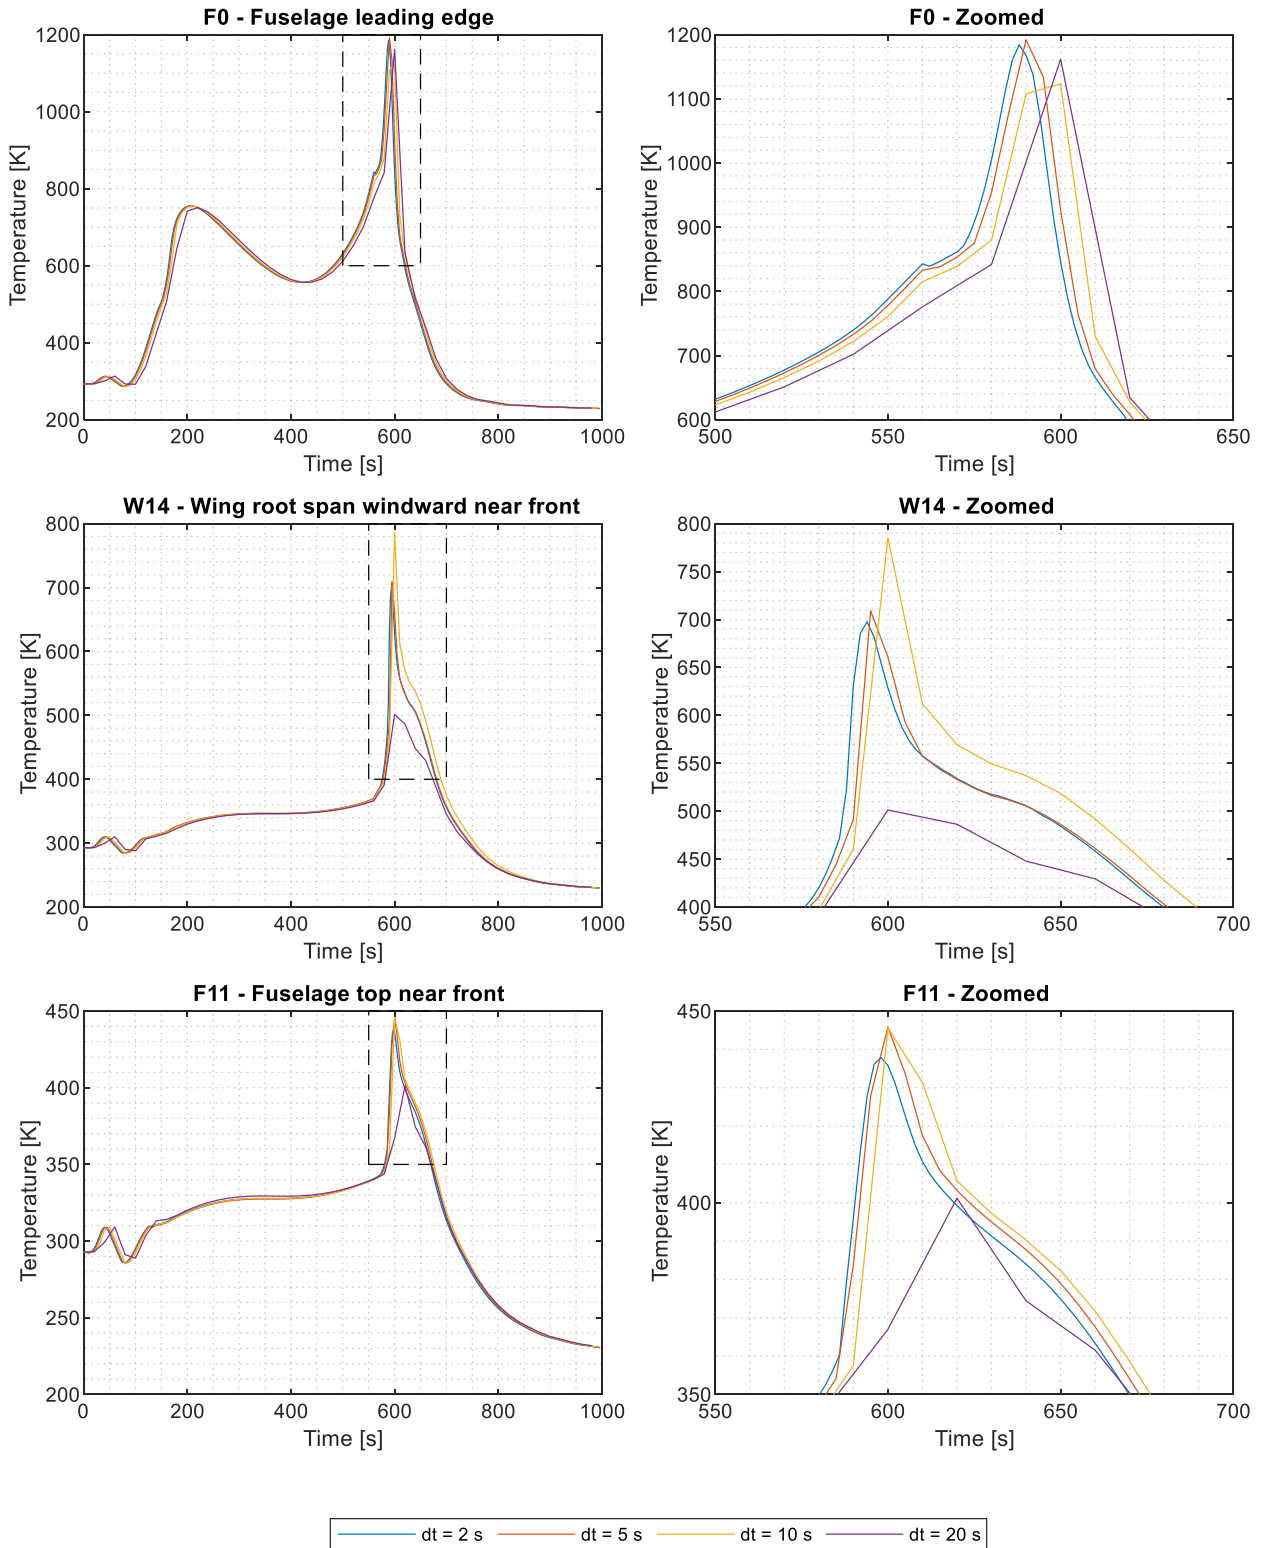 F0 - Fuselage leading edge
1200
1000
800
600
400
200
0 200 400 600 800 1000
Time [s]
Temperature [K]
F0 - Zoomed
1200
1100
1000
900
800
700
600
500 550 600 650
Time [s]
Temperature [K]
W14 - Wing root span windward near front
800
700
600
500
400
300
200
0 200 400 600 800 1000
Time [s]
Temperature [K]
W14 - Zoomed
800
750
700
650
600
550
500
450
400
550 600 650 700
Time [s]
Temperature [K]
F11 - Fuselage top near front
450
400
350
300
250
200
0 200 400 600 800 1000
Time [s]
Temperature [K]
F11 - Zoomed
450
400
350
550 600 650 700
Time [s]
Temperature [K]
dt = 2 s dt = 5 s dt = 10 s dt = 20 s